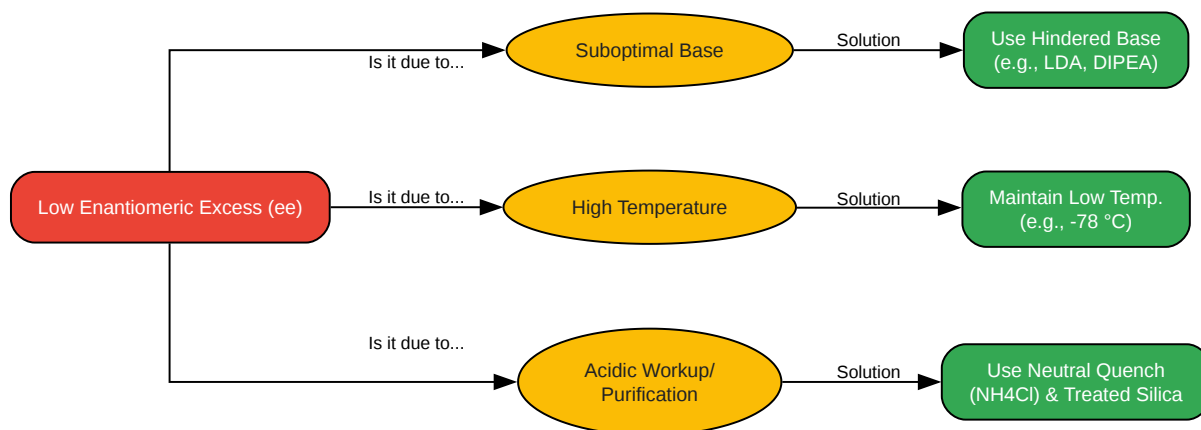 Is it due to...
Suboptimal Base
Solution
Use Hindered Base
(e.g., LDA, DIPEA)
Low Enantiomeric Excess (ee)
Is it due to...
High Temperature
Solution
Maintain Low Temp.
(e.g., -78 °C)
Is it due to...
Acidic Workup/
Purification
Solution
Use Neutral Quench
(NH4Cl) & Treated Silica